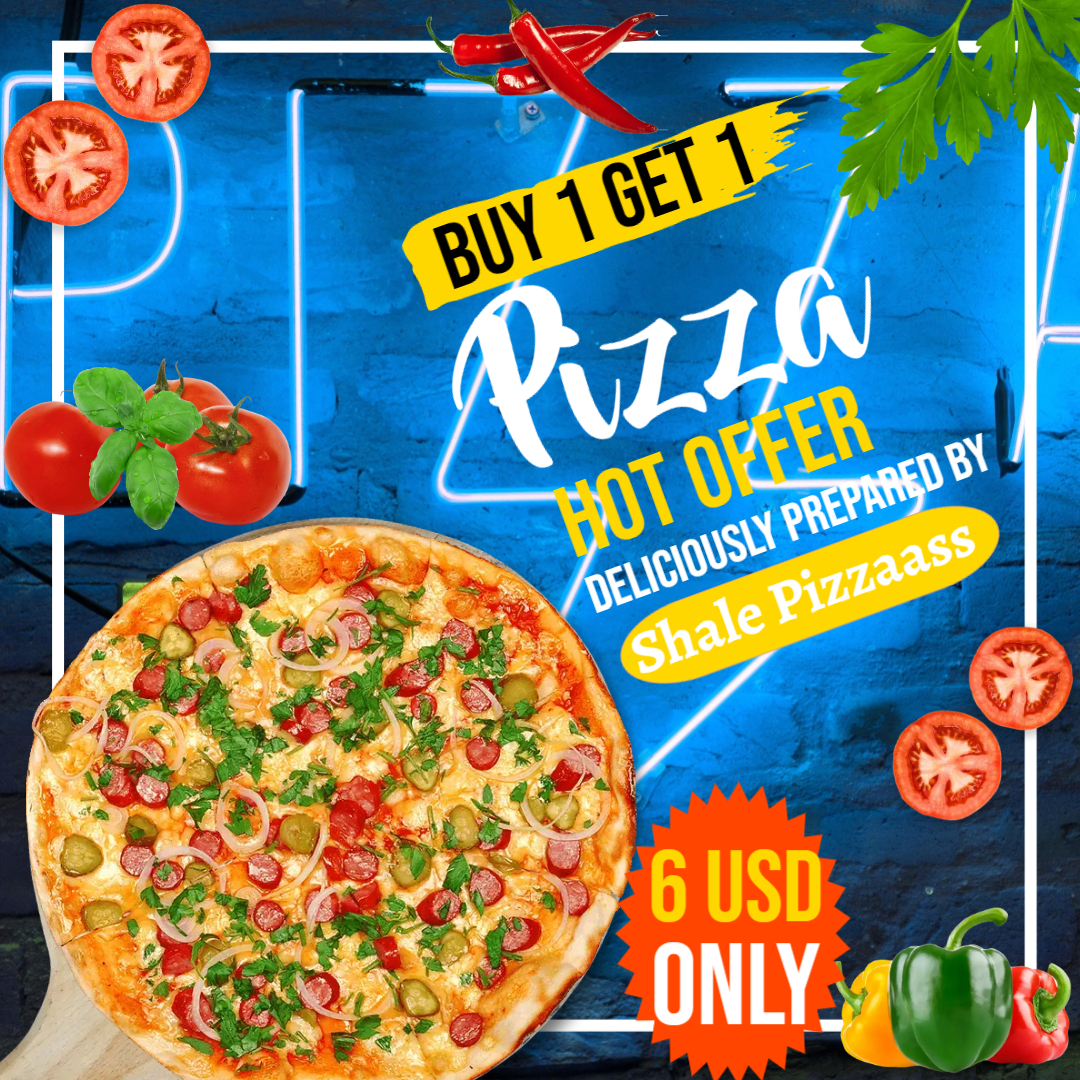 BUY 1 GET 1
Pizza
HOT OFFER
DELICIOUSLY PREPARED BY
Shale Pizzaass
6 USD
ONLY